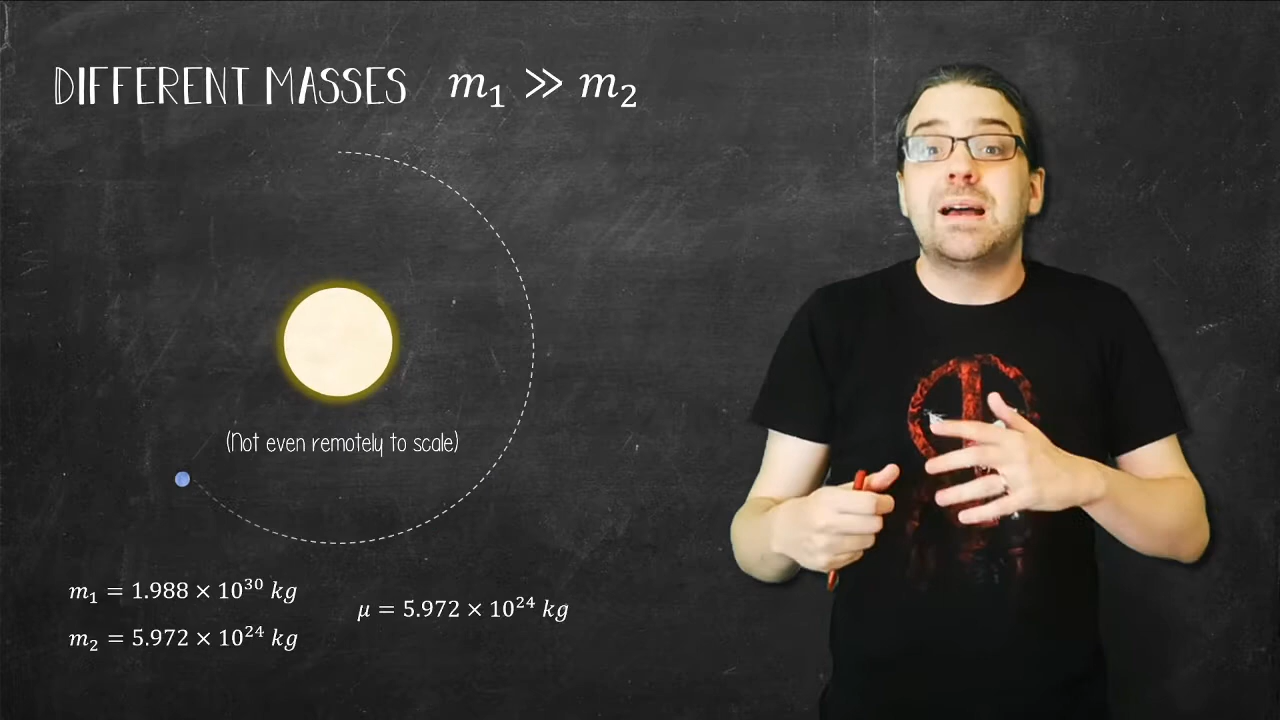 DIFFERENT MASSES m₁ ≫ m₂
(Not even remotely to scale)
m₁ = 1.988 × 10³⁰ kg
μ = 5.972 × 10²⁴ kg
m₂ = 5.972 × 10²⁴ kg